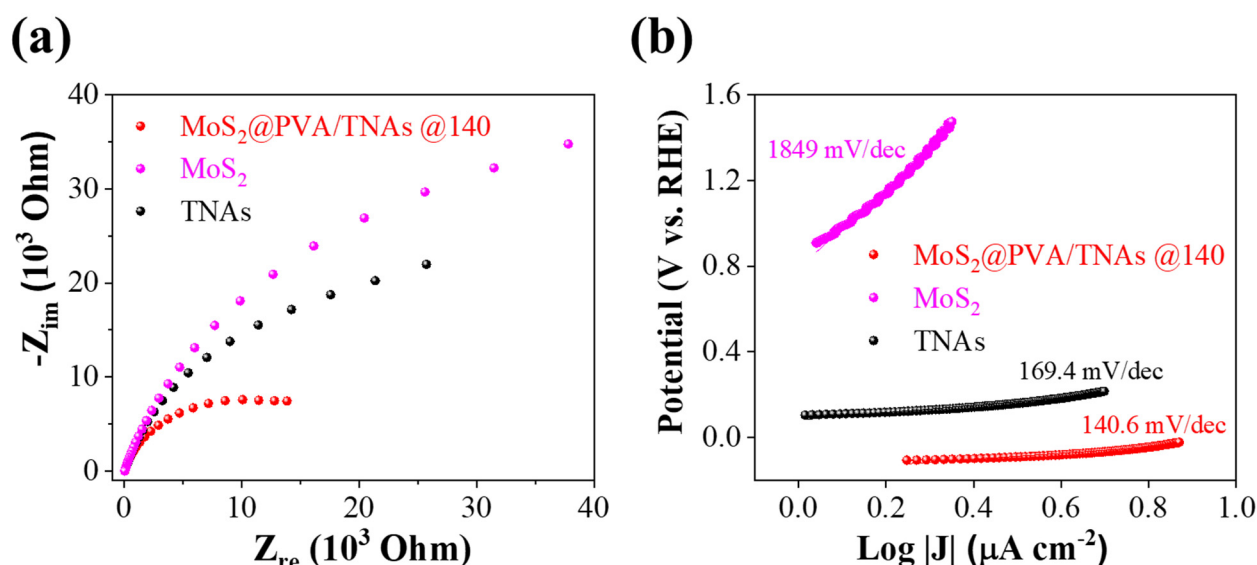 (a)
40
30
20
10
0
-Z_im (10³ Ohm)
MoS₂@PVA/TNAs @140
MoS₂
TNAs
0 10 20 30 40
Z_re (10³ Ohm)
(b)
1.6
1.2
0.8
0.4
0.0
Potential (V vs. RHE)
1849 mV/dec
MoS₂@PVA/TNAs @140
MoS₂
TNAs
169.4 mV/dec
140.6 mV/dec
0.0 0.2 0.4 0.6 0.8 1.0
Log |J| (µA cm⁻²)